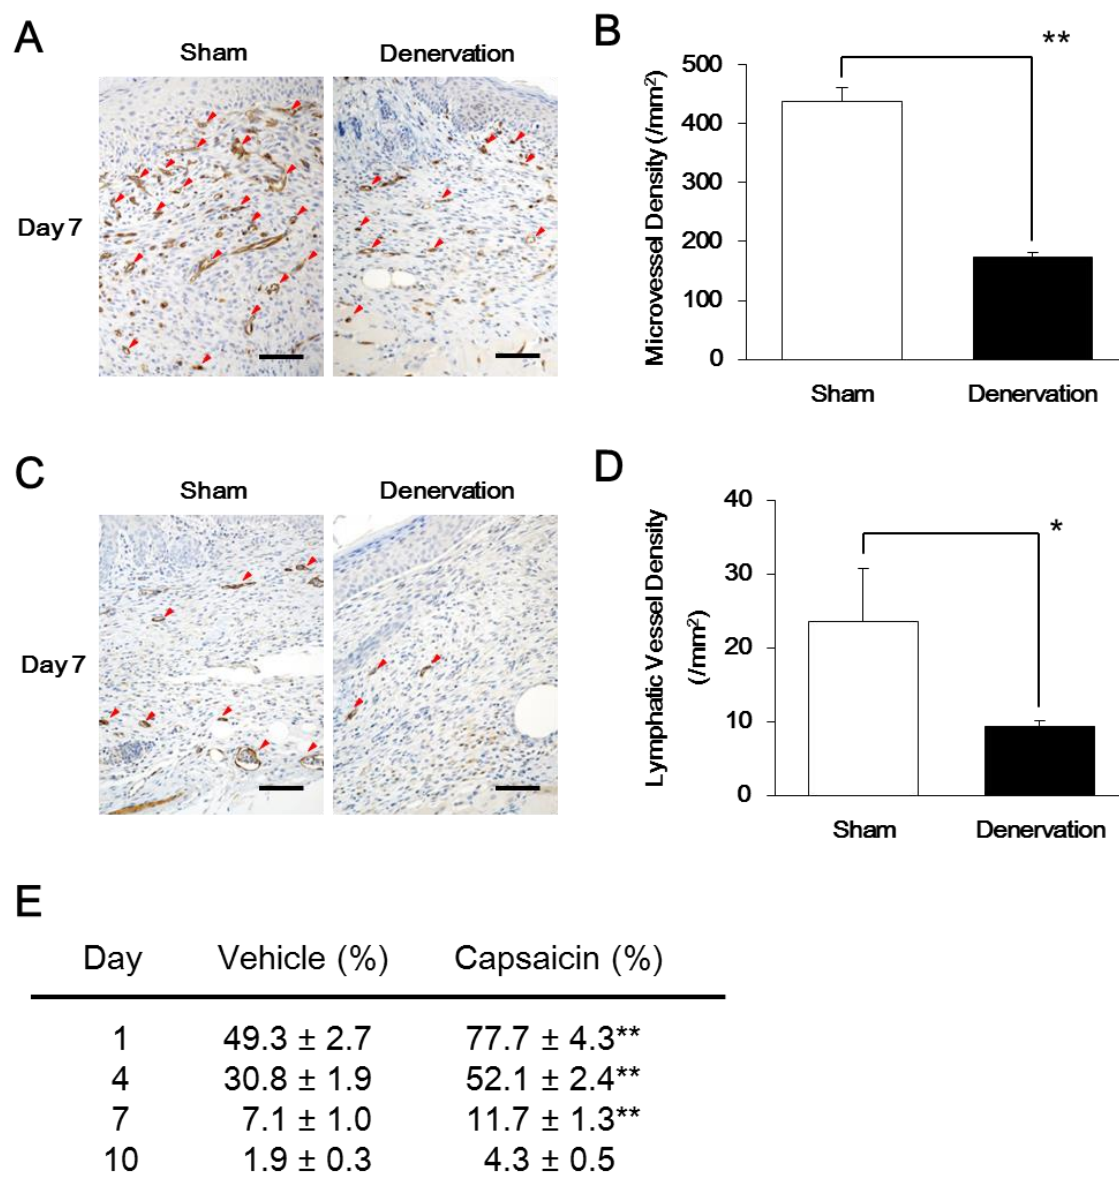 A
Sham Denervation
Day 7
B
**
Microvessel Density (/mm²)
500
400
300
200
100
0
Sham Denervation
C
Sham Denervation
Day 7
D
*
Lymphatic Vessel Density
(/mm²)
40
30
20
10
0
Sham Denervation
E
Day Vehicle (%) Capsaicin (%)
1 49.3 ± 2.7 77.7 ± 4.3**
4 30.8 ± 1.9 52.1 ± 2.4**
7 7.1 ± 1.0 11.7 ± 1.3**
10 1.9 ± 0.3 4.3 ± 0.5